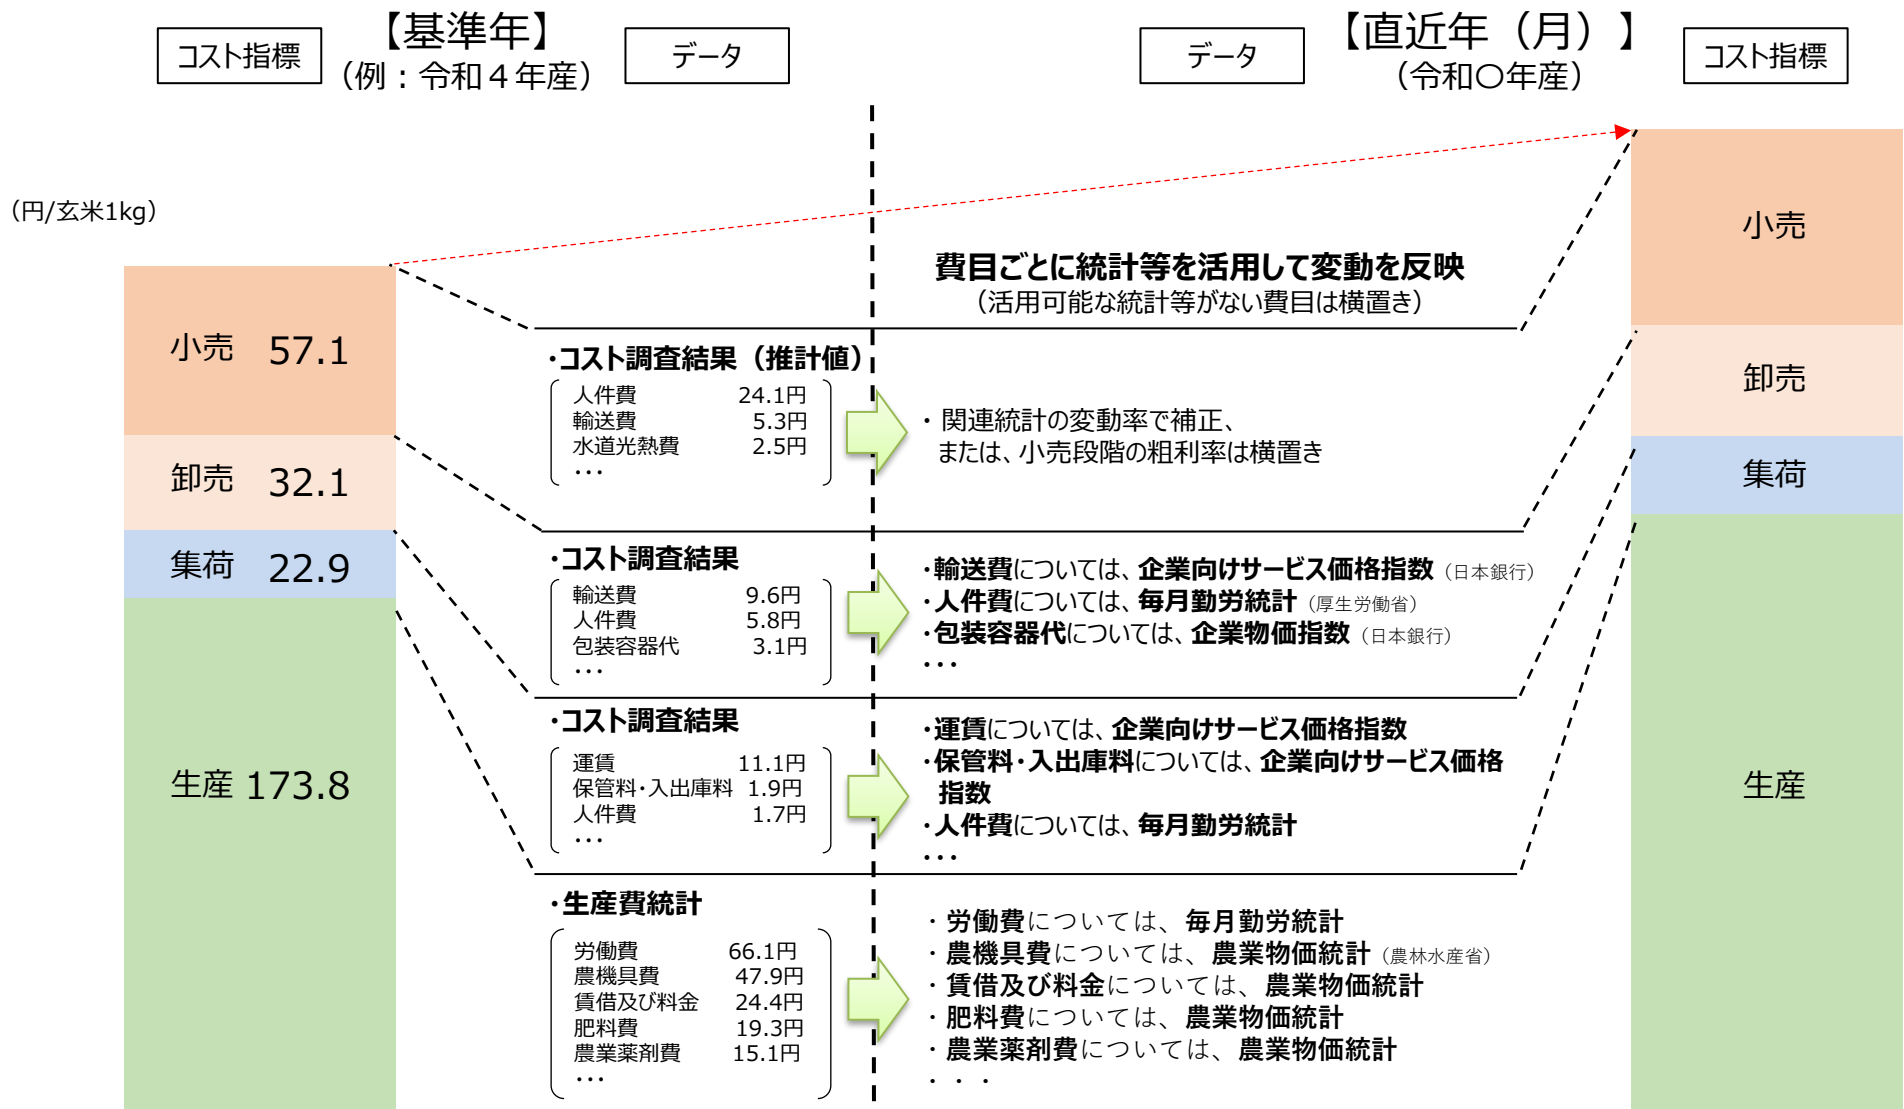 コスト指標
【基準年】
（例：令和４年産）
データ
データ
【直近年（月）】
（令和〇年産）
コスト指標
（円/玄米1kg）
小売 57.1
卸売 32.1
集荷 22.9
生産 173.8
費目ごとに統計等を活用して変動を反映
（活用可能な統計等がない費目は横置き）
・コスト調査結果（推計値）
人件費 24.1円
輸送費 5.3円
水道光熱費 2.5円
・・・
・関連統計の変動率で補正、
または、小売段階の粗利率は横置き
・コスト調査結果
輸送費 9.6円
人件費 5.8円
包装容器代 3.1円
・・・
・輸送費については、企業向けサービス価格指数（日本銀行）
・人件費については、毎月勤労統計（厚生労働省）
・包装容器代については、企業物価指数（日本銀行）
・・・
・コスト調査結果
運賃 11.1円
保管料・入出庫料 1.9円
人件費 1.7円
・・・
・運賃については、企業向けサービス価格指数
・保管料・入出庫料については、企業向けサービス価格
指数
・人件費については、毎月勤労統計
・・・
・生産費統計
労働費 66.1円
農機具費 47.9円
賃借及び料金 24.4円
肥料費 19.3円
農業薬剤費 15.1円
・・・
・労働費については、毎月勤労統計
・農機具費については、農業物価統計（農林水産省）
・賃借及び料金については、農業物価統計
・肥料費については、農業物価統計
・農業薬剤費については、農業物価統計
・・・
小売
卸売
集荷
生産